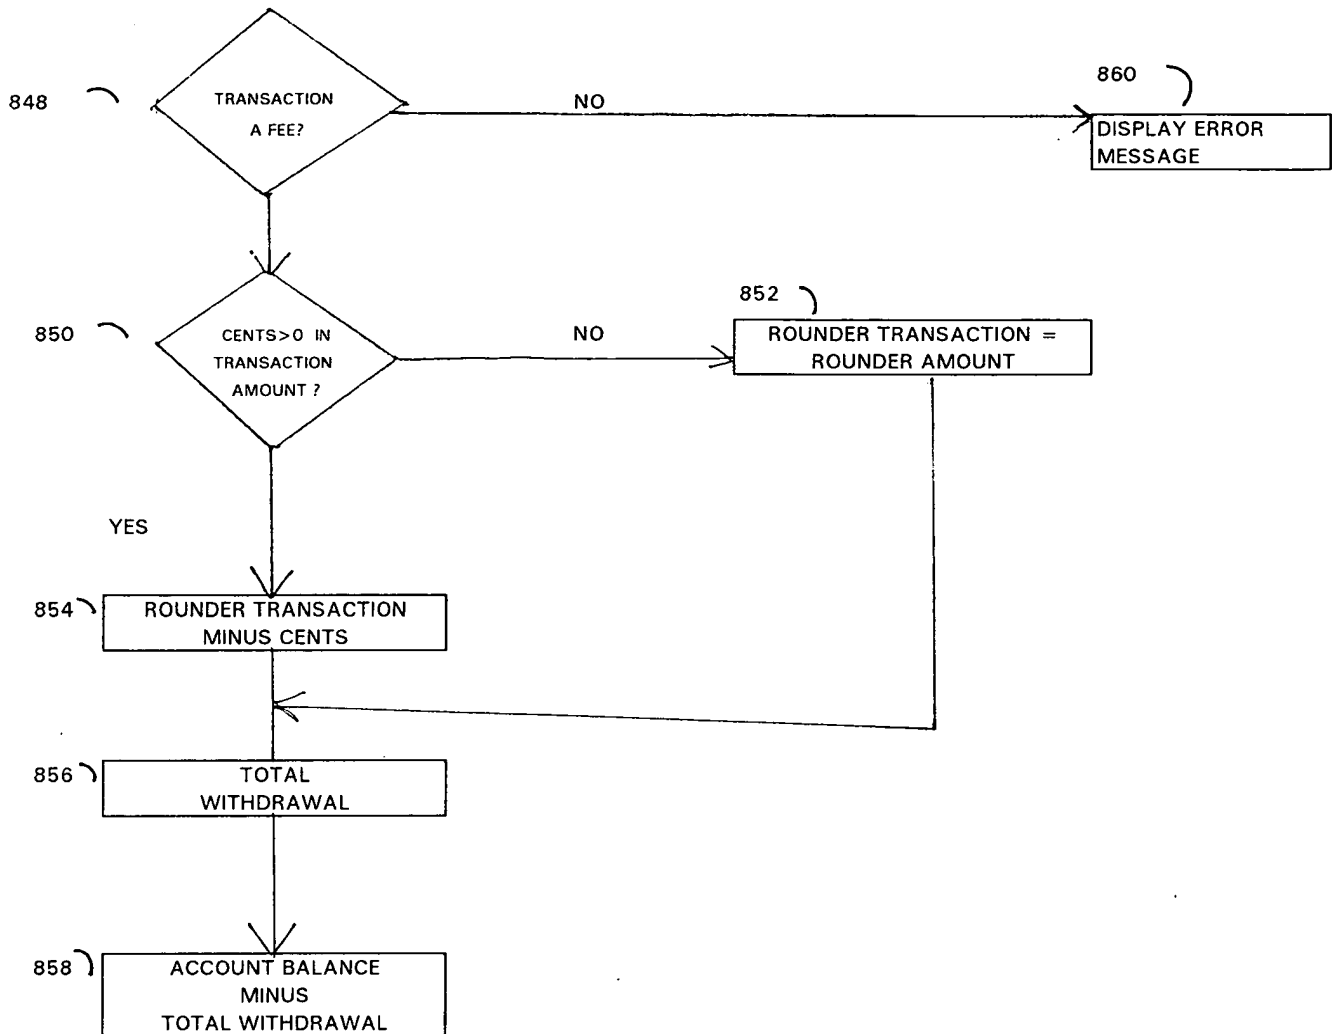 860
848
TRANSACTION
A FEE?
NO
DISPLAY ERROR
MESSAGE
852
850
CENTS>0 IN
TRANSACTION
AMOUNT ?
NO
ROUNDER TRANSACTION =
ROUNDER AMOUNT
YES
854
ROUNDER TRANSACTION
MINUS CENTS
856
TOTAL
WITHDRAWAL
858
ACCOUNT BALANCE
MINUS
TOTAL WITHDRAWAL